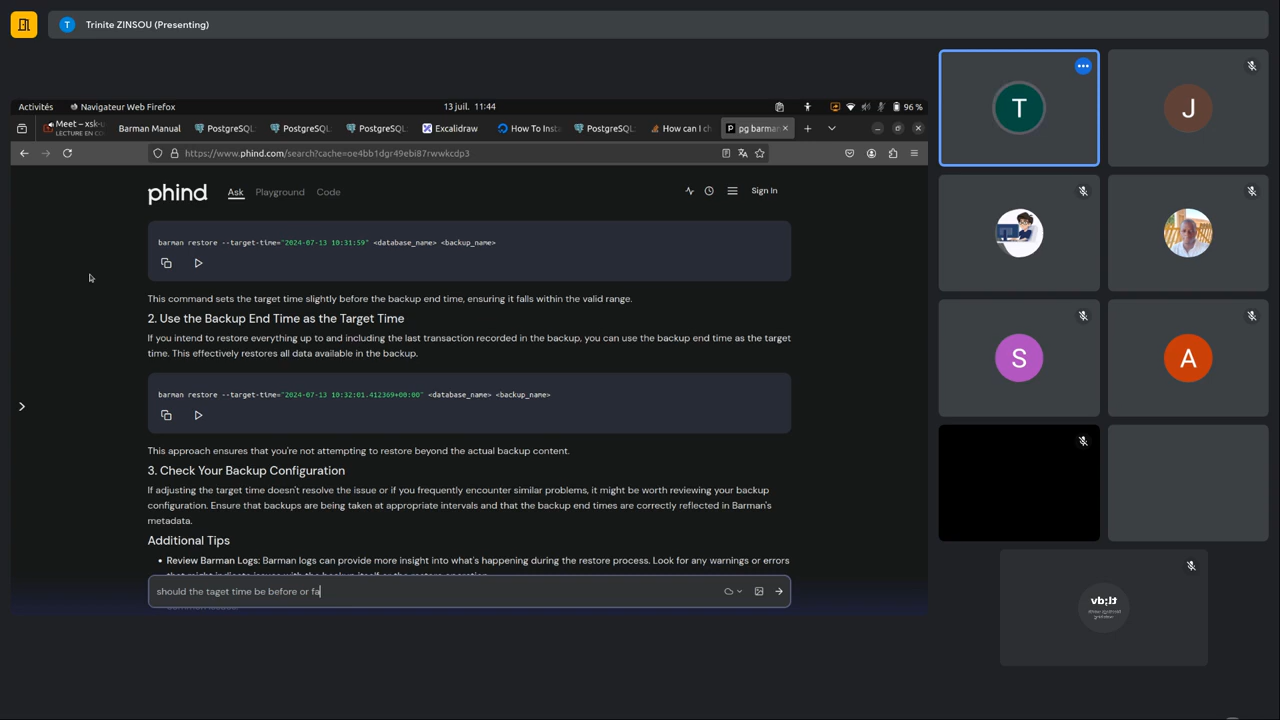 T
Trinite ZINSOU (Presenting)
Activités
Navigateur Web Firefox
13 juil. 11:44
96 %
Meet – xsk-u
LECTURE EN CO
Barman Manual
PostgreSQL:
PostgreSQL:
PostgreSQL:
Excalidraw
How To Inst
PostgreSQL:
How can I ch
pg barman
https://www.phind.com/search?cache=oe4bb1dgr49ebi87rwwkcdp3
phind
Ask
Playground
Code
Sign In
barman restore --target-time="2024-07-13 10:31:59" <database_name> <backup_name>
This command sets the target time slightly before the backup end time, ensuring it falls within the valid range.
2. Use the Backup End Time as the Target Time
If you intend to restore everything up to and including the last transaction recorded in the backup, you can use the backup end time as the target
time. This effectively restores all data available in the backup.
barman restore --target-time="2024-07-13 10:32:01.412369+00:00" <database_name> <backup_name>
This approach ensures that you're not attempting to restore beyond the actual backup content.
3. Check Your Backup Configuration
If adjusting the target time doesn't resolve the issue or if you frequently encounter similar problems, it might be worth reviewing your backup
configuration. Ensure that backups are being taken at appropriate intervals and that the backup end times are correctly reflected in Barman's
metadata.
Additional Tips
• Review Barman Logs: Barman logs can provide more insight into what's happening during the restore process. Look for any warnings or errors
should the taget time be before or fa
T
J
S
A